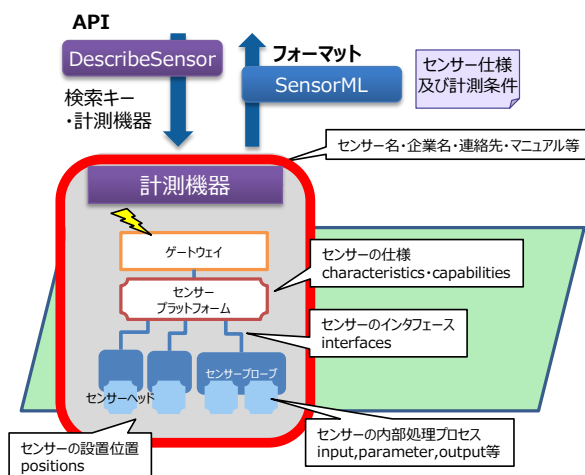 API
DescribeSensor
検索キー
・計測機器
フォーマット
SensorML
センサー仕様
及び計測条件
センサー名・企業名・連絡先・マニュアル等
計測機器
ゲートウェイ
センサー
プラットフォーム
センサーの仕様
characteristics・capabilities
センサーのインタフェース
interfaces
センサープローブ
センサーヘッド
センサーの設置位置
positions
センサーの内部処理プロセス
input,parameter,output等